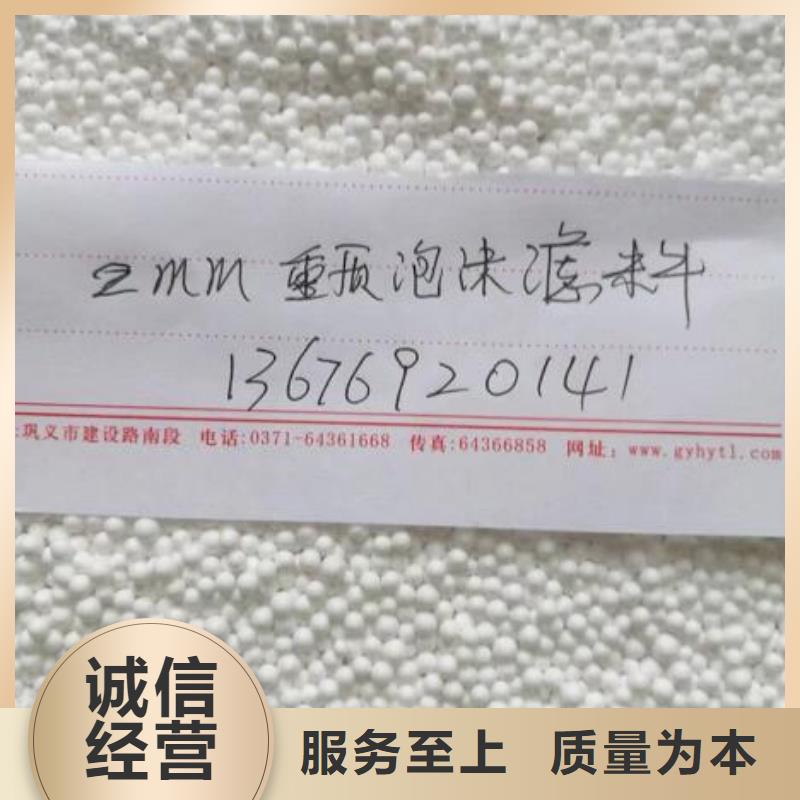 2mm 重质泡沫滤料
13676920141
:巩义市建设路南段 电话:0371-64361668 传真:64366858 网址：www.gyhytl.com
诚信
经营
服务至上 质量为本